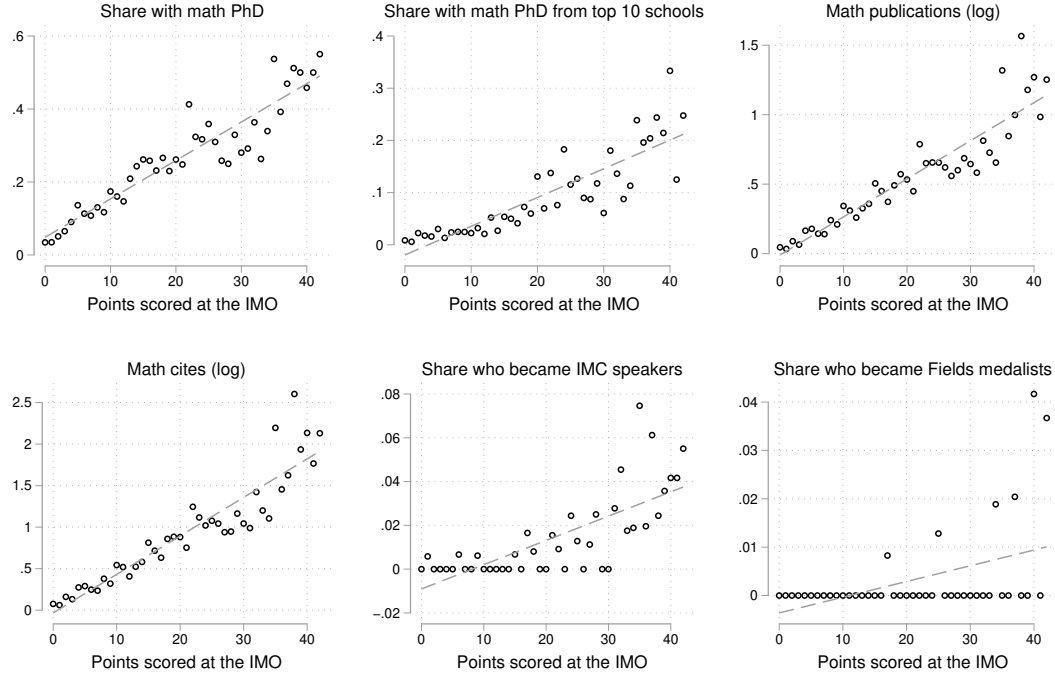 Share with math PhD
.6
.4
.2
0
0 10 20 30 40
Points scored at the IMO
Share with math PhD from top 10 schools
.4
.3
.2
.1
0
0 10 20 30 40
Points scored at the IMO
Math publications (log)
1.5
1
.5
0
0 10 20 30 40
Points scored at the IMO
Math cites (log)
2.5
2
1.5
1
.5
0
0 10 20 30 40
Points scored at the IMO
Share who became IMC speakers
.08
.06
.04
.02
0
−.02
0 10 20 30 40
Points scored at the IMO
Share who became Fields medalists
.04
.03
.02
.01
0
0 10 20 30 40
Points scored at the IMO